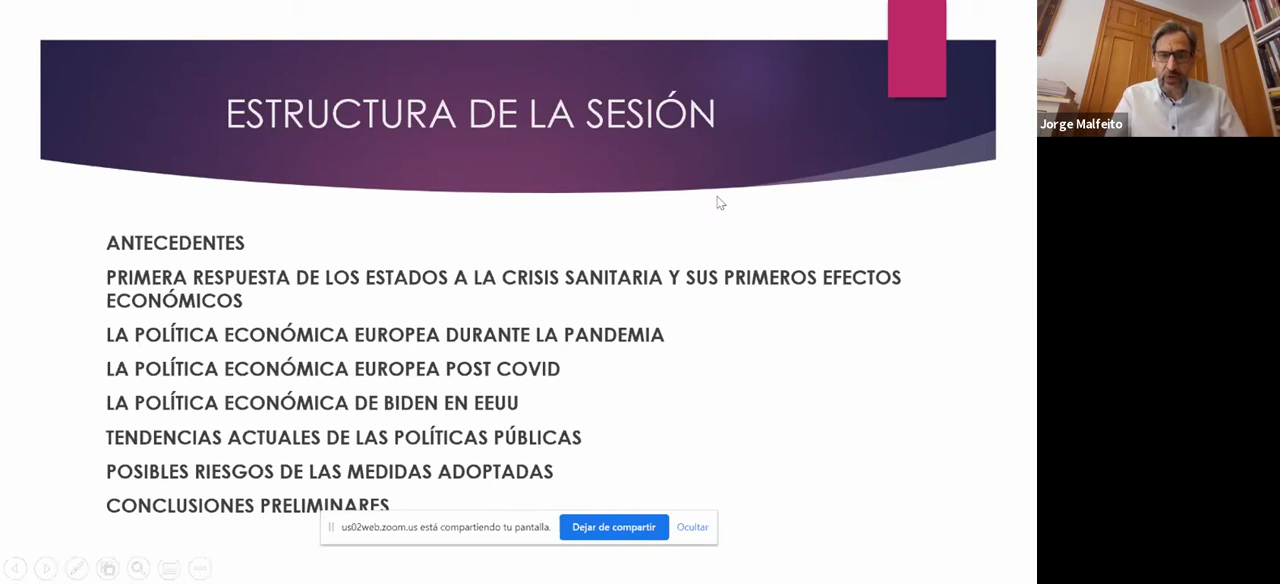 ESTRUCTURA DE LA SESIÓN
Jorge Malfeito
ANTECEDENTES
PRIMERA RESPUESTA DE LOS ESTADOS A LA CRISIS SANITARIA Y SUS PRIMEROS EFECTOS
ECONÓMICOS
LA POLÍTICA ECONÓMICA EUROPEA DURANTE LA PANDEMIA
LA POLÍTICA ECONÓMICA EUROPEA POST COVID
LA POLÍTICA ECONÓMICA DE BIDEN EN EEUU
TENDENCIAS ACTUALES DE LAS POLÍTICAS PÚBLICAS
POSIBLES RIESGOS DE LAS MEDIDAS ADOPTADAS
CONCLUSIONES PRELIMINARES
us02web.zoom.us está compartiendo tu pantalla. Dejar de compartir Ocultar